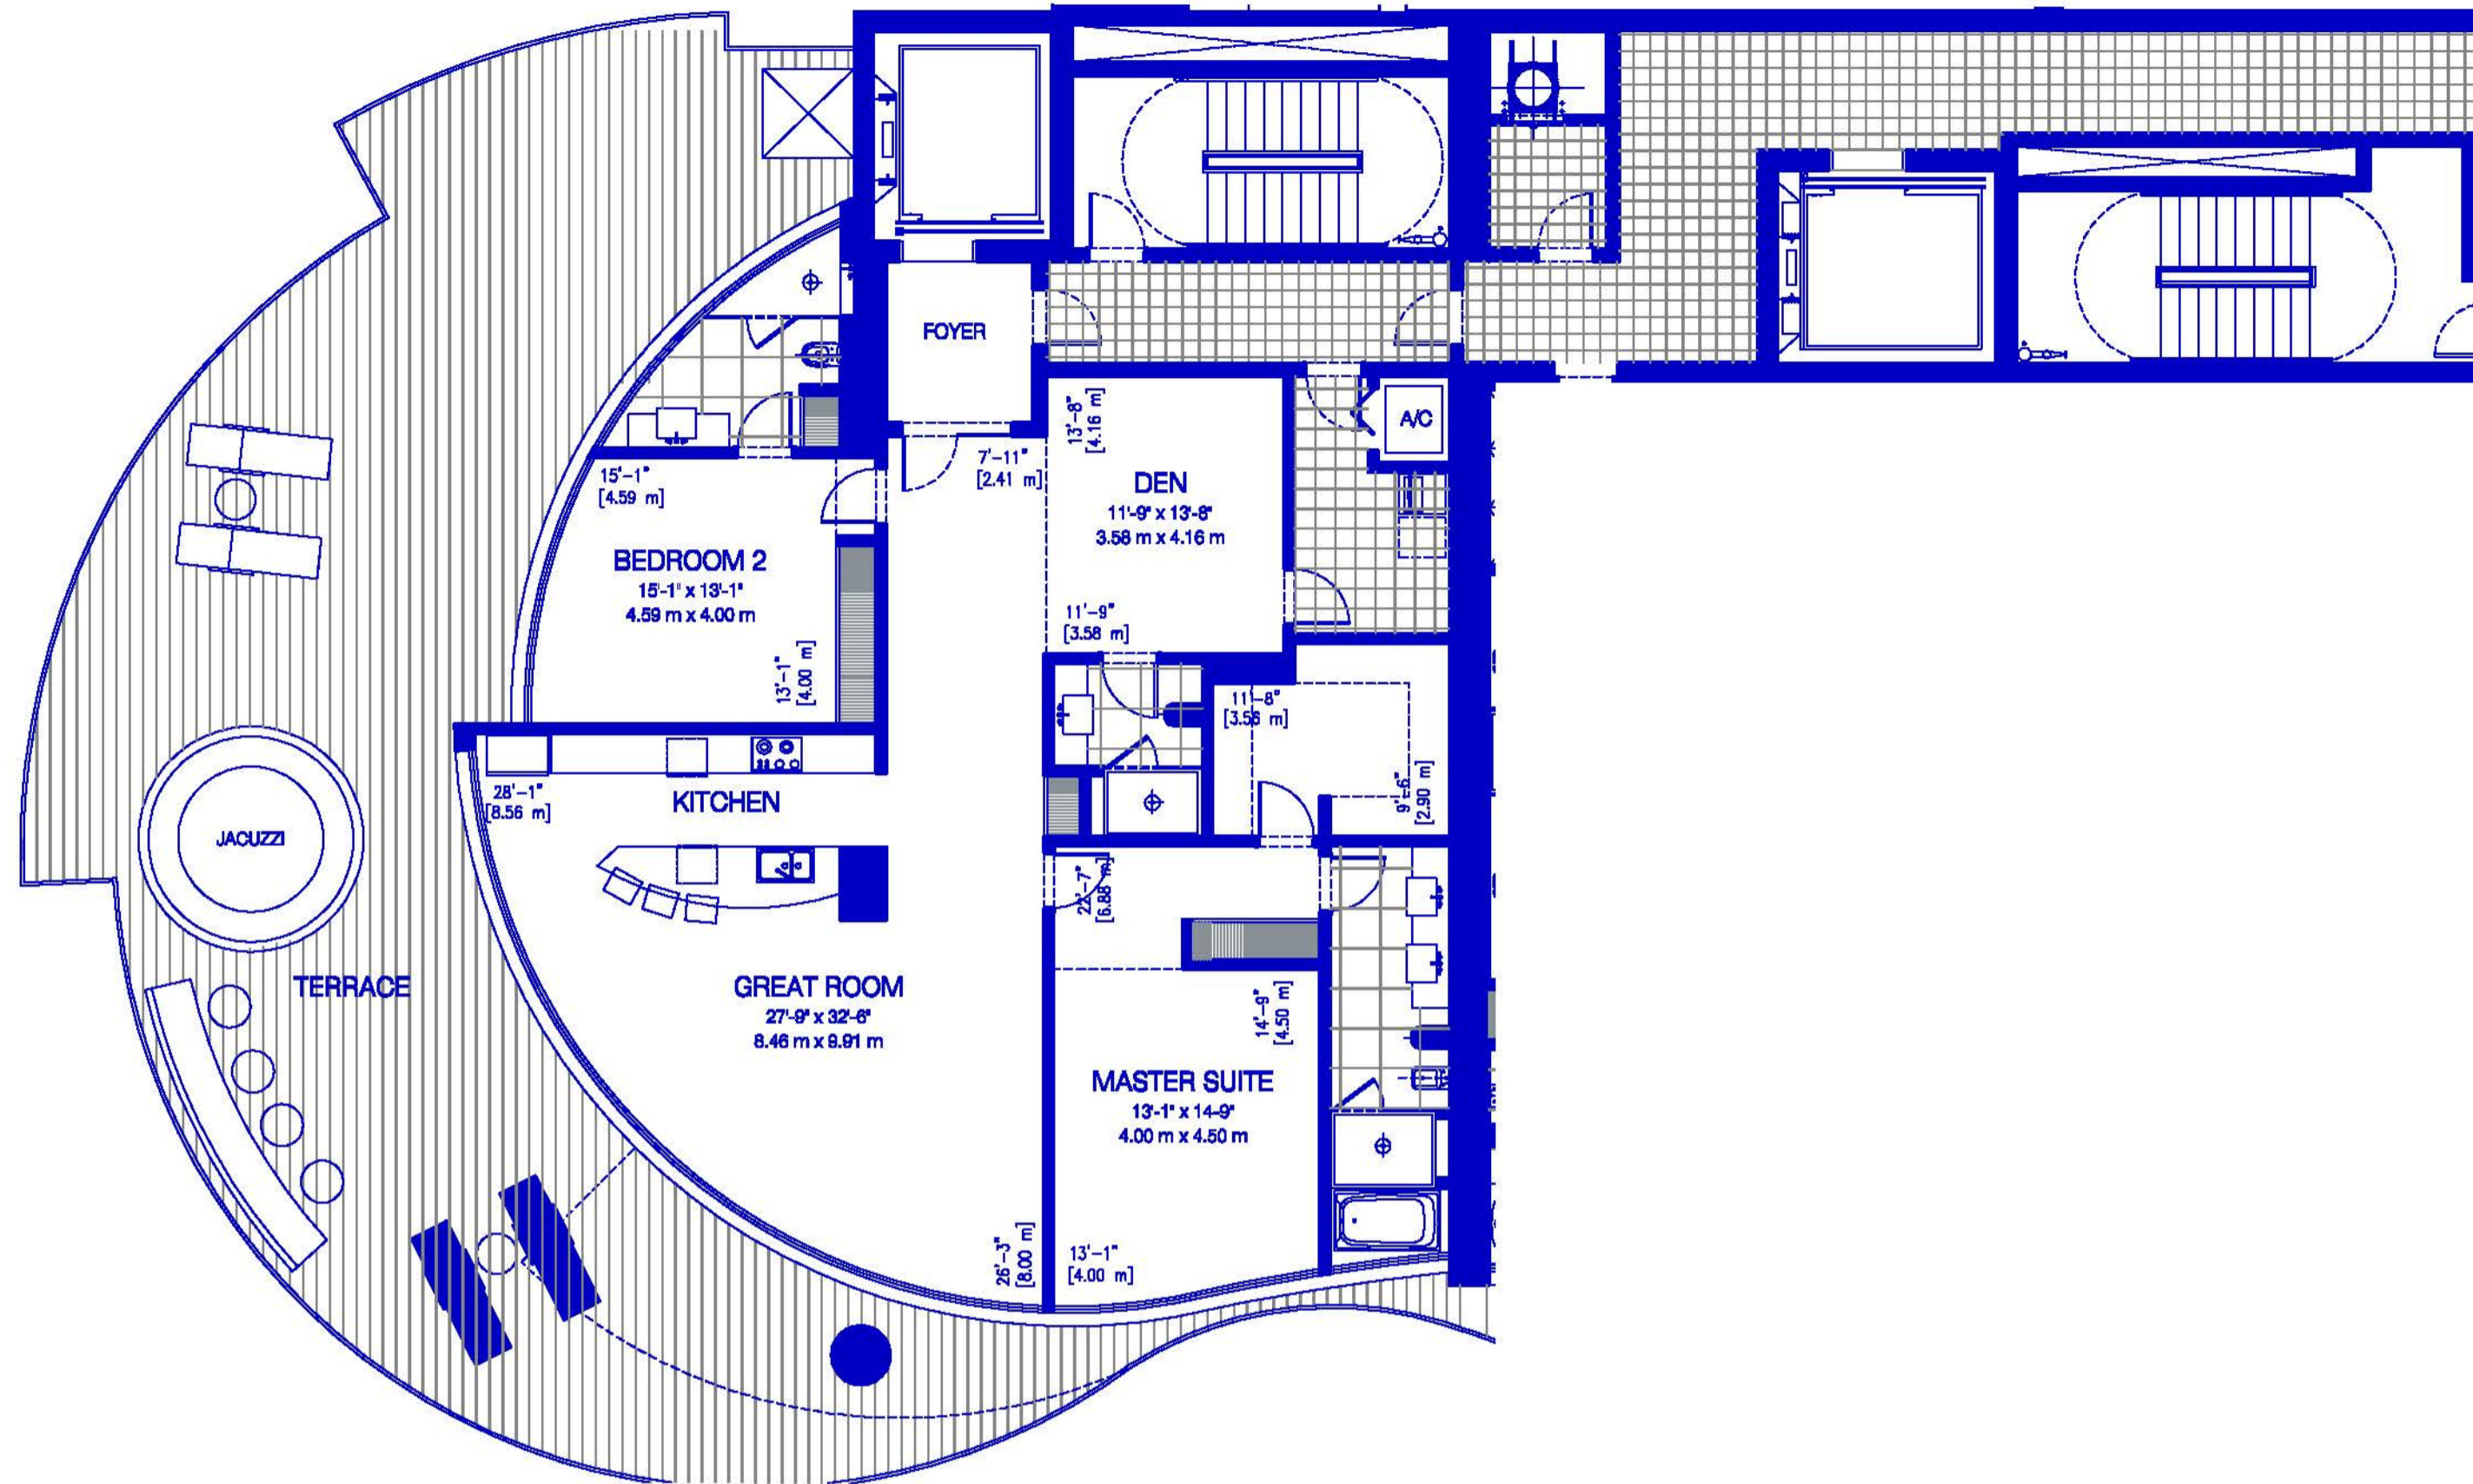 FOYER
13'-8"
[4.16 m]
7'-11"
[2.41 m]
A/C
DEN
11'-9" x 13'-8"
3.58 m x 4.16 m
15'-1"
[4.59 m]
BEDROOM 2
15'-1" x 13'-1"
4.59 m x 4.00 m
11'-9"
[3.58 m]
13'-1"
[4.00 m]
11'-8"
[3.56 m]
28'-1"
[8.56 m]
KITCHEN
9'-6"
[2.90 m]
JACUZZI
22'-7"
[6.88 m]
TERRACE
GREAT ROOM
27'-9" x 32'-6"
8.46 m x 9.91 m
14'-9"
[4.50 m]
MASTER SUITE
13'-1" x 14-9"
4.00 m x 4.50 m
26'-3"
[8.00 m]
13'-1"
[4.00 m]